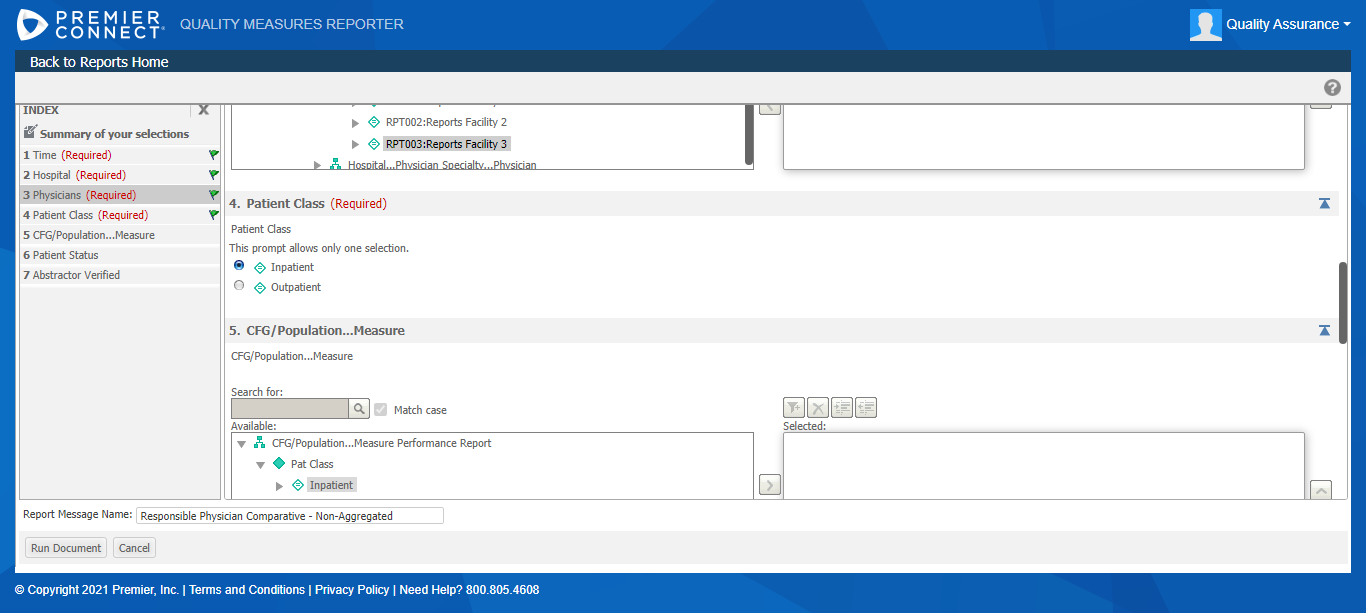 PREMIER
CONNECT
QUALITY MEASURES REPORTER
Quality Assurance
Back to Reports Home
INDEX
Summary of your selections
1 Time (Required)
2 Hospital (Required)
3 Physicians (Required)
4 Patient Class (Required)
5 CFG/Population...Measure
6 Patient Status
7 Abstractor Verified
RPT002:Reports Facility 2
RPT003:Reports Facility 3
Hospital...Physician Specialty...Physician
4. Patient Class (Required)
Patient Class
This prompt allows only one selection.
Inpatient
Outpatient
5. CFG/Population...Measure
CFG/Population...Measure
Search for:
Match case
Available:
Selected:
CFG/Population...Measure Performance Report
Pat Class
Inpatient
Report Message Name: Responsible Physician Comparative - Non-Aggregated
Run Document Cancel
© Copyright 2021 Premier, Inc. | Terms and Conditions | Privacy Policy | Need Help? 800.805.4608